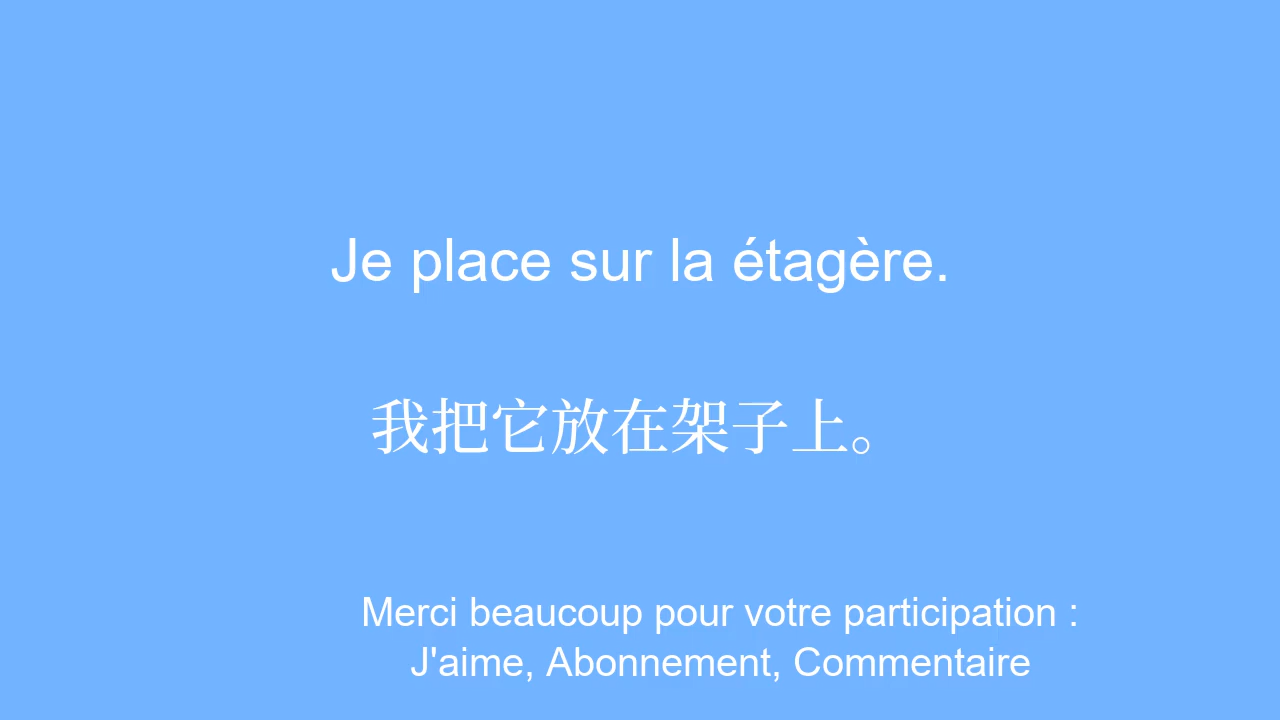 Je place sur la étagère.
我把它放在架子上。
Merci beaucoup pour votre participation :
J'aime, Abonnement, Commentaire